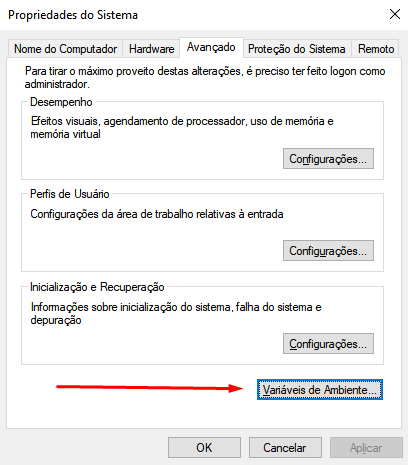 Propriedades do Sistema
Nome do Computador
Hardware
Avançado
Proteção do Sistema
Remoto
Para tirar o máximo proveito destas alterações, é preciso ter feito logon como
administrador.
Desempenho
Efeitos visuais, agendamento de processador, uso de memória e
memória virtual
Configurações...
Perfis de Usuário
Configurações da área de trabalho relativas à entrada
Configurações...
Inicialização e Recuperação
Informações sobre inicialização do sistema, falha do sistema e
depuração
Configurações...
Variáveis de Ambiente...
OK
Cancelar
Aplicar